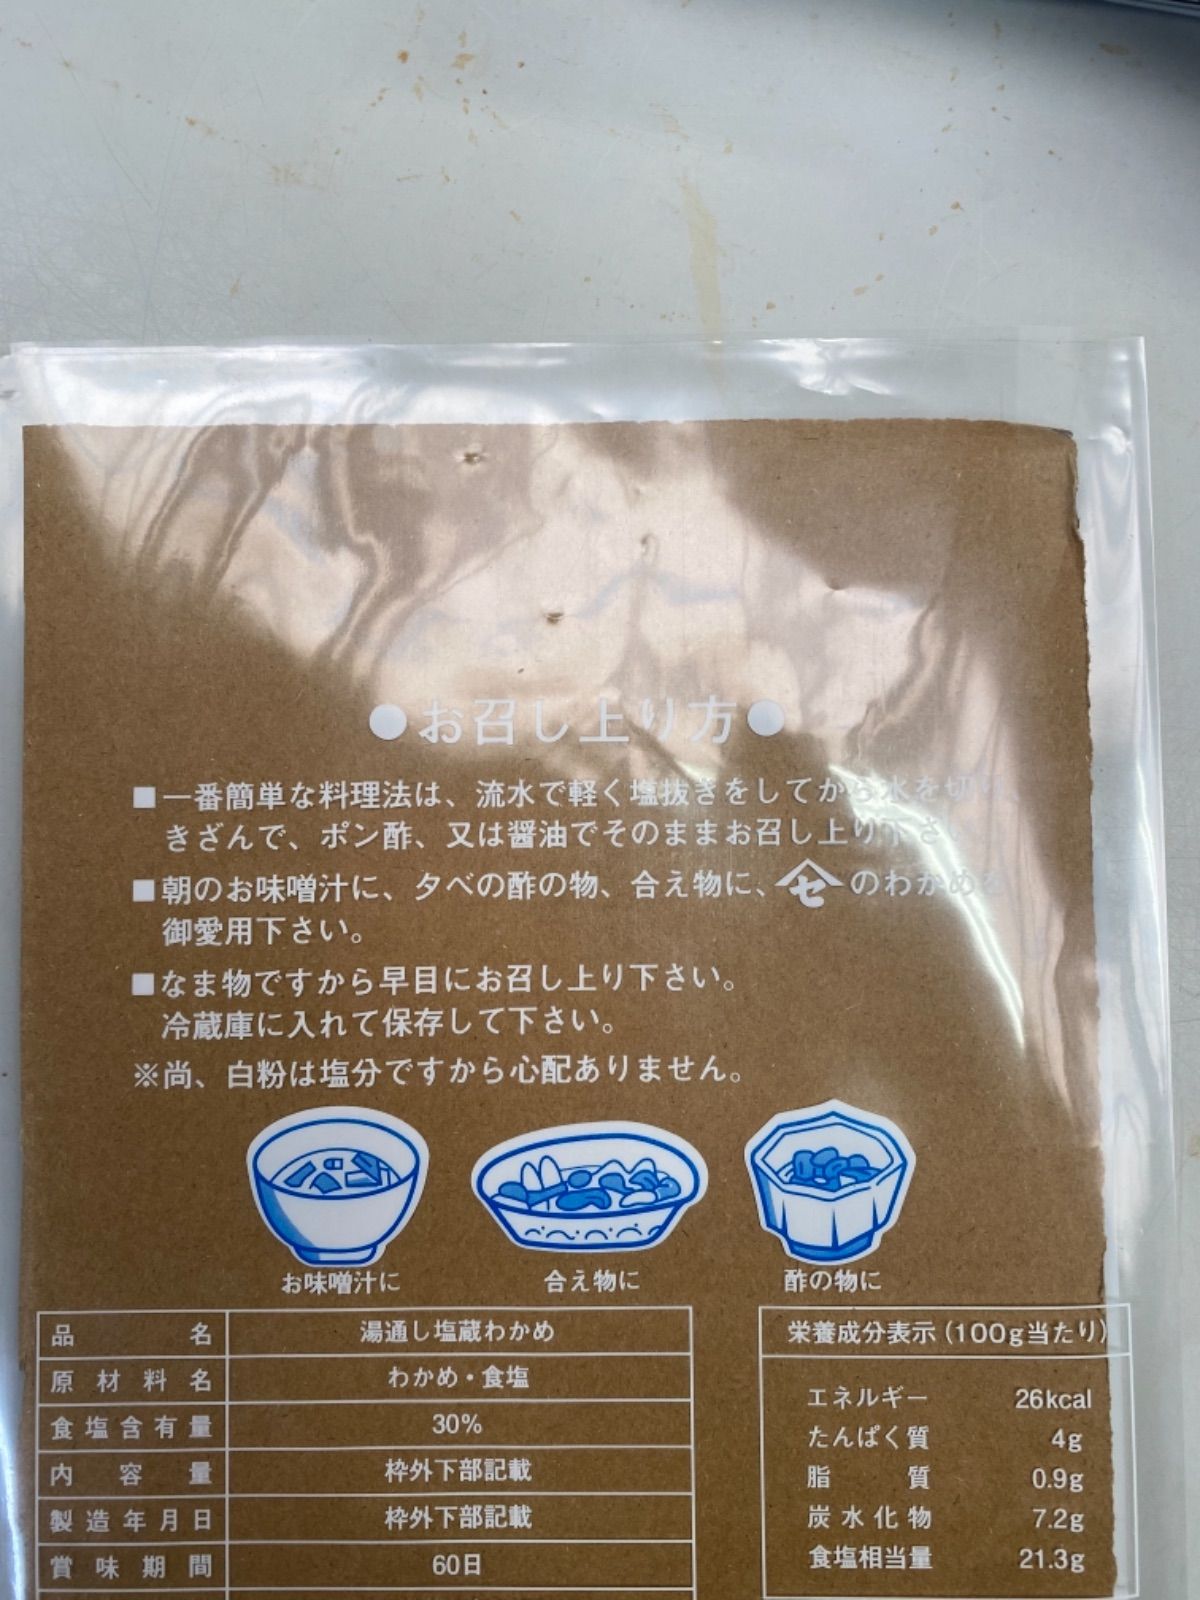 ●お召し上り方●
■一番簡単な料理法は、流水で軽く塩抜きをしてから水を切り、
きざんで、ポン酢、又は醤油でそのままお召し上り下さい
■朝のお味噌汁に、夕べの酢の物、合え物に、セのわかめを
御愛用下さい。
■なま物ですから早目にお召し上り下さい。
冷蔵庫に入れて保存して下さい。
※尚、白粉は塩分ですから心配ありません。
お味噌汁に 合え物に 酢の物に
品名 湯通し塩蔵わかめ
原材料名 わかめ・食塩
食塩含有量 30%
内容量 枠外下部記載
製造年月日 枠外下部記載
賞味期間 60日
栄養成分表示(100g当たり)
エネルギー 26kcal
たんぱく質 4g
脂質 0.9g
炭水化物 7.2g
食塩相当量 21.3g